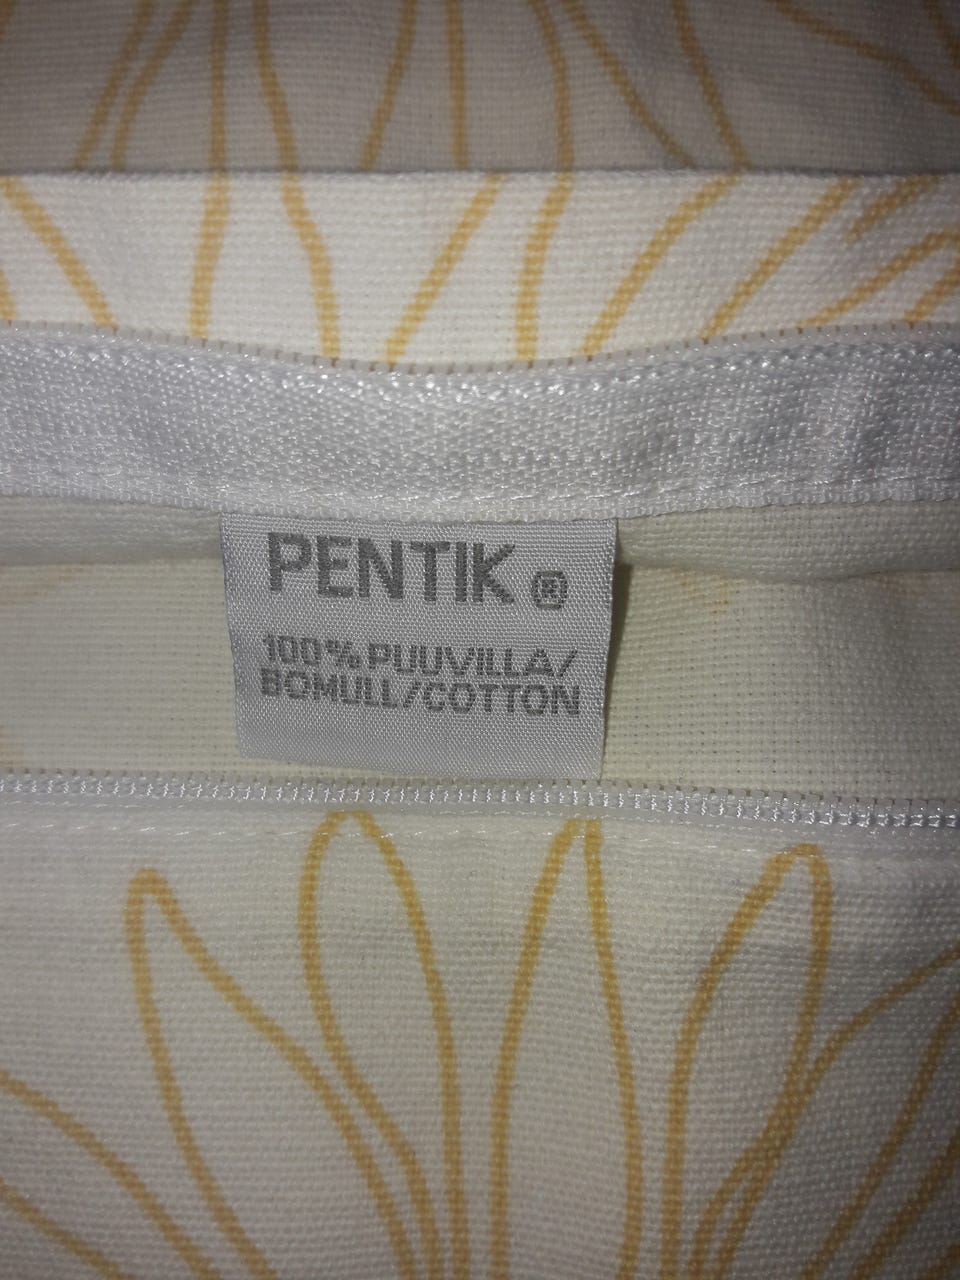 PENTIK ®
100% PUUVILLA/
BOMULL/COTTON